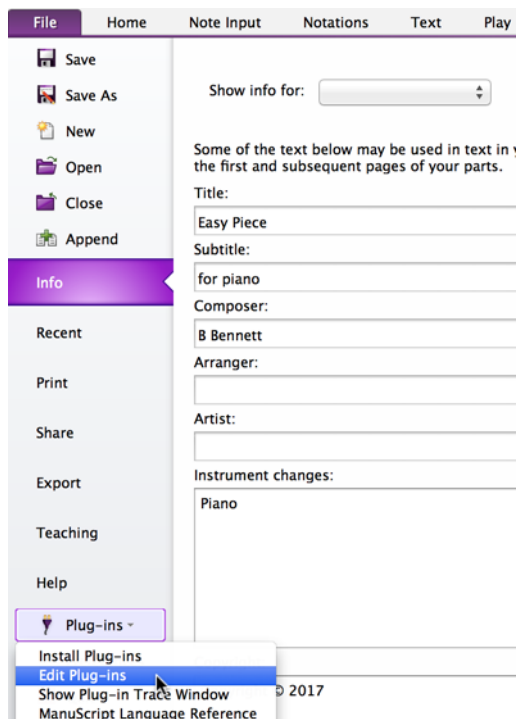 File Home Note Input Notations Text Play
Save
Save As
New
Open
Close
Append
Info
Recent
Print
Share
Export
Teaching
Help
Plug-ins
Install Plug-ins
Edit Plug-ins
Show Plug-in Trace Window
ManuScript Language Reference
Show info for:
Some of the text below may be used in text in
the first and subsequent pages of your parts.
Title:
Easy Piece
Subtitle:
for piano
Composer:
B Bennett
Arranger:
Artist:
Instrument changes:
Piano
© 2017